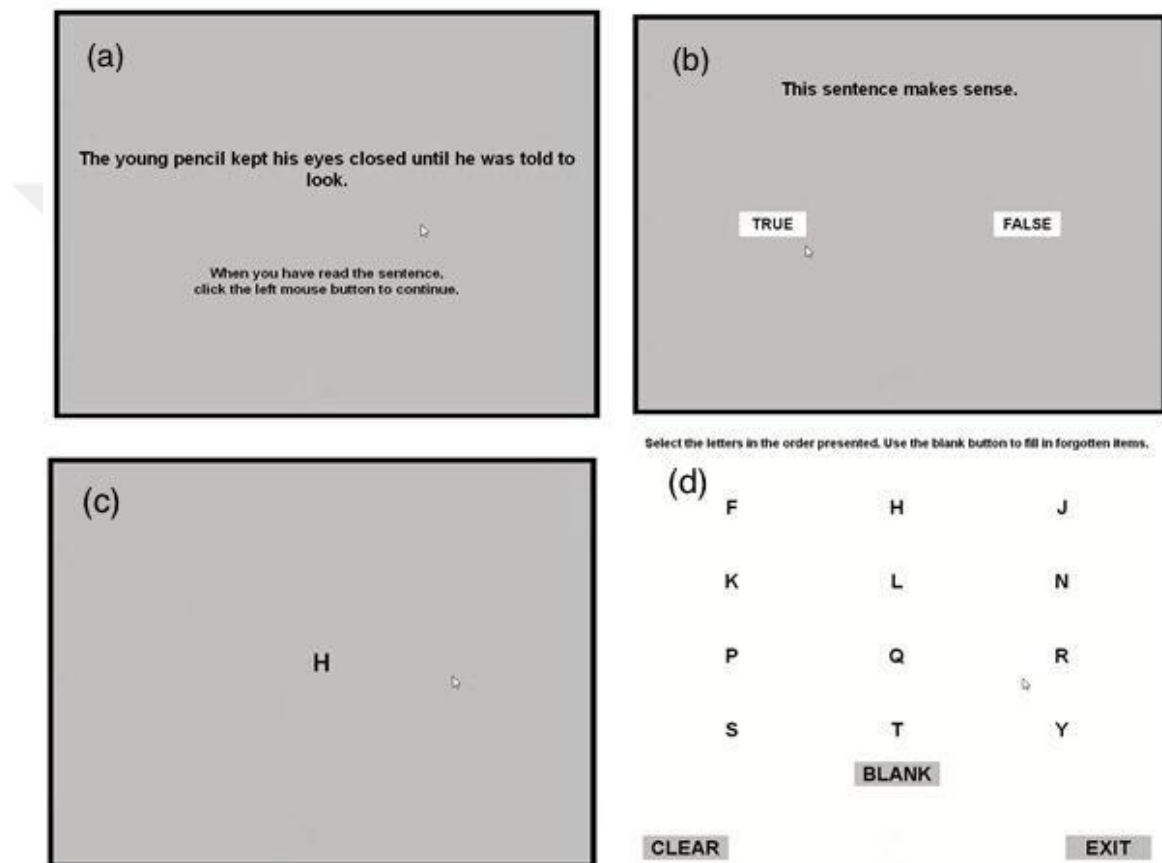 (a)
The young pencil kept his eyes closed until he was told to
look.
When you have read the sentence,
click the left mouse button to continue.
(b)
This sentence makes sense.
TRUE FALSE
(c)
H
Select the letters in the order presented. Use the blank button to fill in forgotten items.
(d)
F H J
K L N
P Q R
S T Y
BLANK
CLEAR EXIT